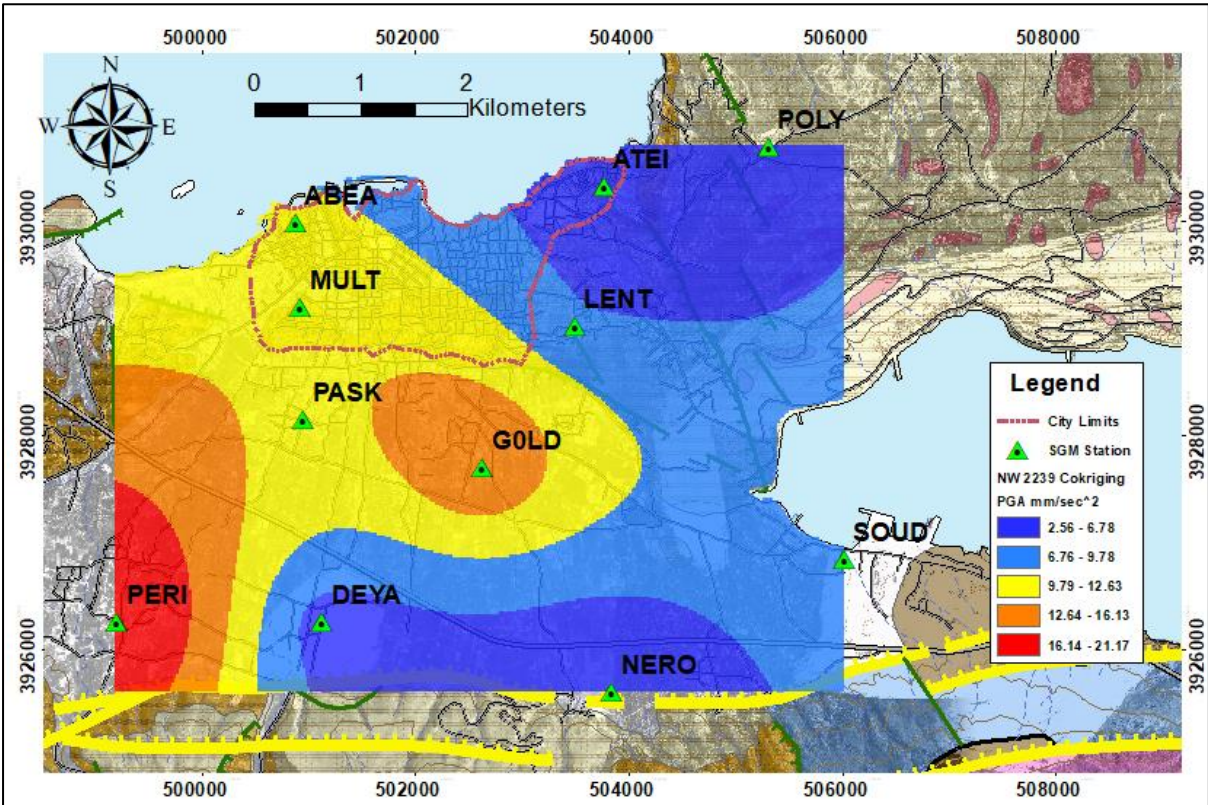 500000 502000 504000 506000 508000
N
W E
S
0 1 2
Kilometers
POLY
ATEI
ABEA
3930000 3930000
MULT
LENT
Legend
City Limits
SGM Station
NW 2239 Cokriging
PGA mm/sec^2
2.56 - 6.78
6.76 - 9.78
9.79 - 12.63
12.64 - 16.13
16.14 - 21.17
PASK
G0LD
3928000 3928000
SOUD
PERI
DEYA
NERO
3926000 3926000
500000 502000 504000 506000 508000